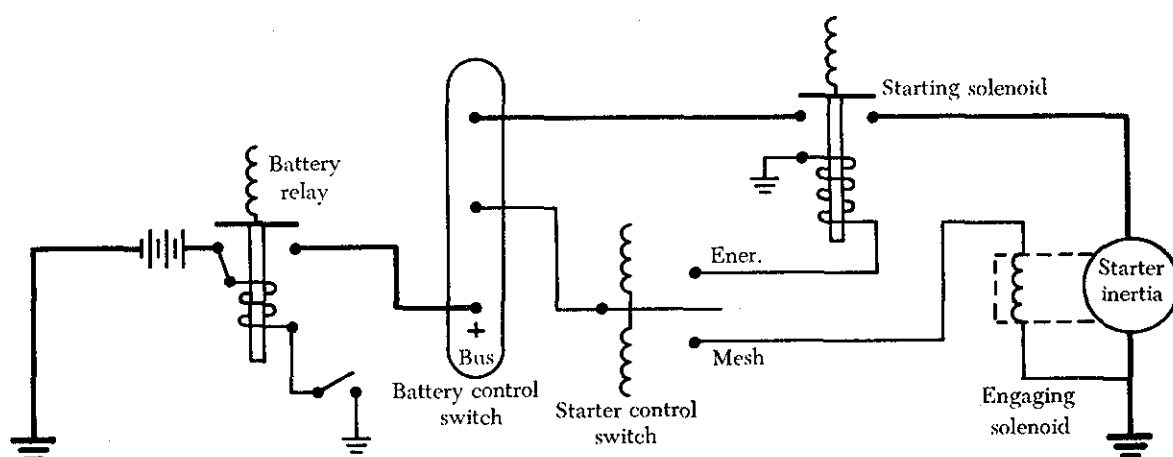 Starting solenoid
Battery
relay
Ener.
Starter
inertia
+
Bus
Mesh
Battery control
switch
Starter control
switch
Engaging
solenoid